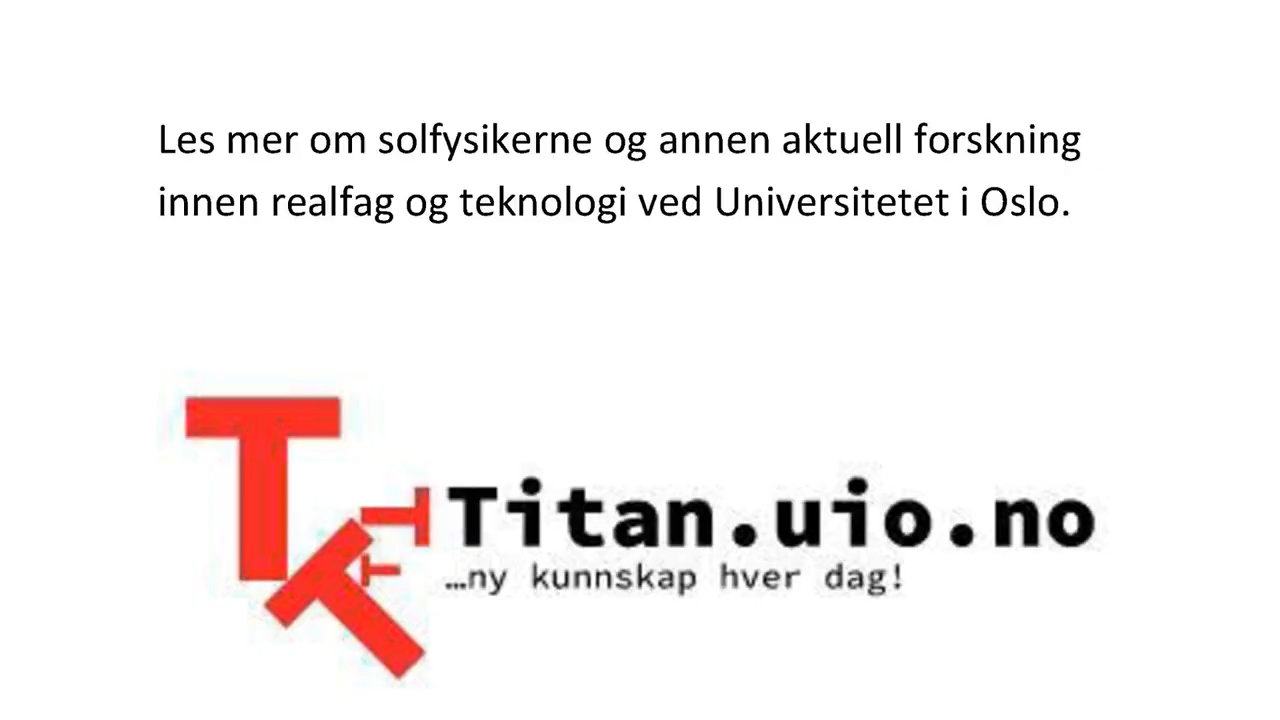 Les mer om solfysikerne og annen aktuell forskning
innen realfag og teknologi ved Universitetet i Oslo.
Titan.uio.no
…ny kunnskap hver dag!